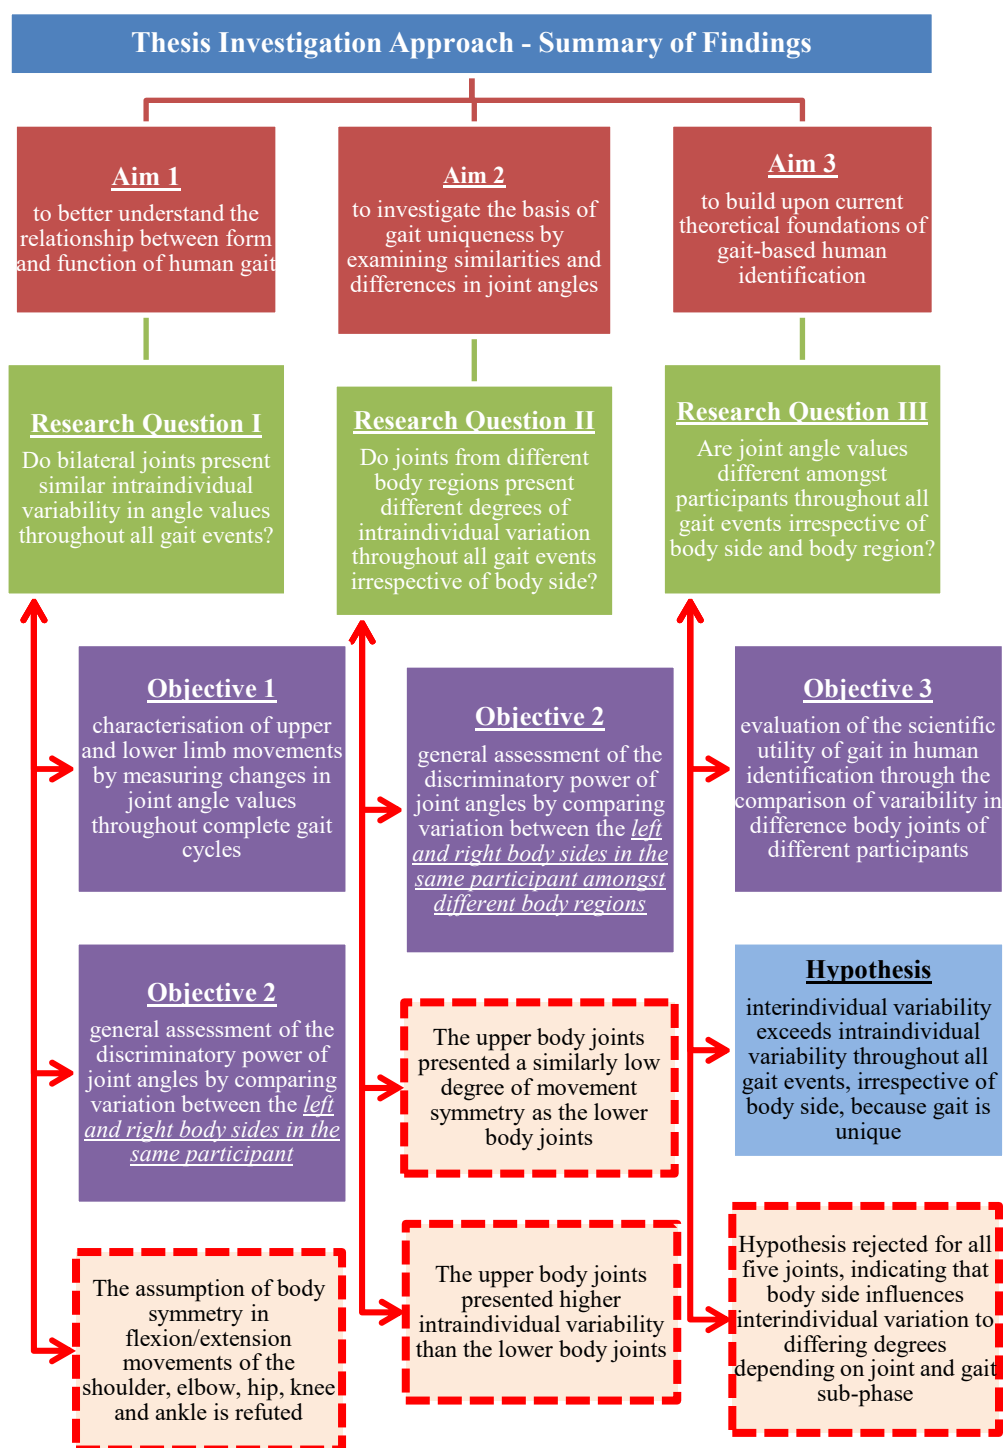 Thesis Investigation Approach - Summary of Findings
Aim 1
to better understand the
relationship between form
and function of human gait
Aim 2
to investigate the basis of
gait uniqueness by
examining similarities and
differences in joint angles
Aim 3
to build upon current
theoretical foundations of
gait-based human
identification
Research Question I
Do bilateral joints present
similar intraindividual
variability in angle values
throughout all gait events?
Research Question II
Do joints from different
body regions present
different degrees of
intraindividual variation
throughout all gait events
irrespective of body side?
Research Question III
Are joint angle values
different amongst
participants throughout all
gait events irrespective of
body side and body region?
Objective 1
characterisation of upper
and lower limb movements
by measuring changes in
joint angle values
throughout complete gait
cycles
Objective 2
general assessment of the
discriminatory power of
joint angles by comparing
variation between the left
and right body sides in the
same participant
The assumption of body
symmetry in
flexion/extension
movements of the
shoulder, elbow, hip, knee
and ankle is refuted
Objective 2
general assessment of the
discriminatory power of
joint angles by comparing
variation between the left
and right body sides in the
same participant amongst
different body regions
The upper body joints
presented a similarly low
degree of movement
symmetry as the lower
body joints
The upper body joints
presented higher
intraindividual variability
than the lower body joints
Objective 3
evaluation of the scientific
utility of gait in human
identification through the
comparison of varaibility in
difference body joints of
different participants
Hypothesis
interindividual variability
exceeds intraindividual
variability throughout all
gait events, irrespective of
body side, because gait is
unique
Hypothesis rejected for all
five joints, indicating that
body side influences
interindividual variation to
differing degrees
depending on joint and gait
sub-phase